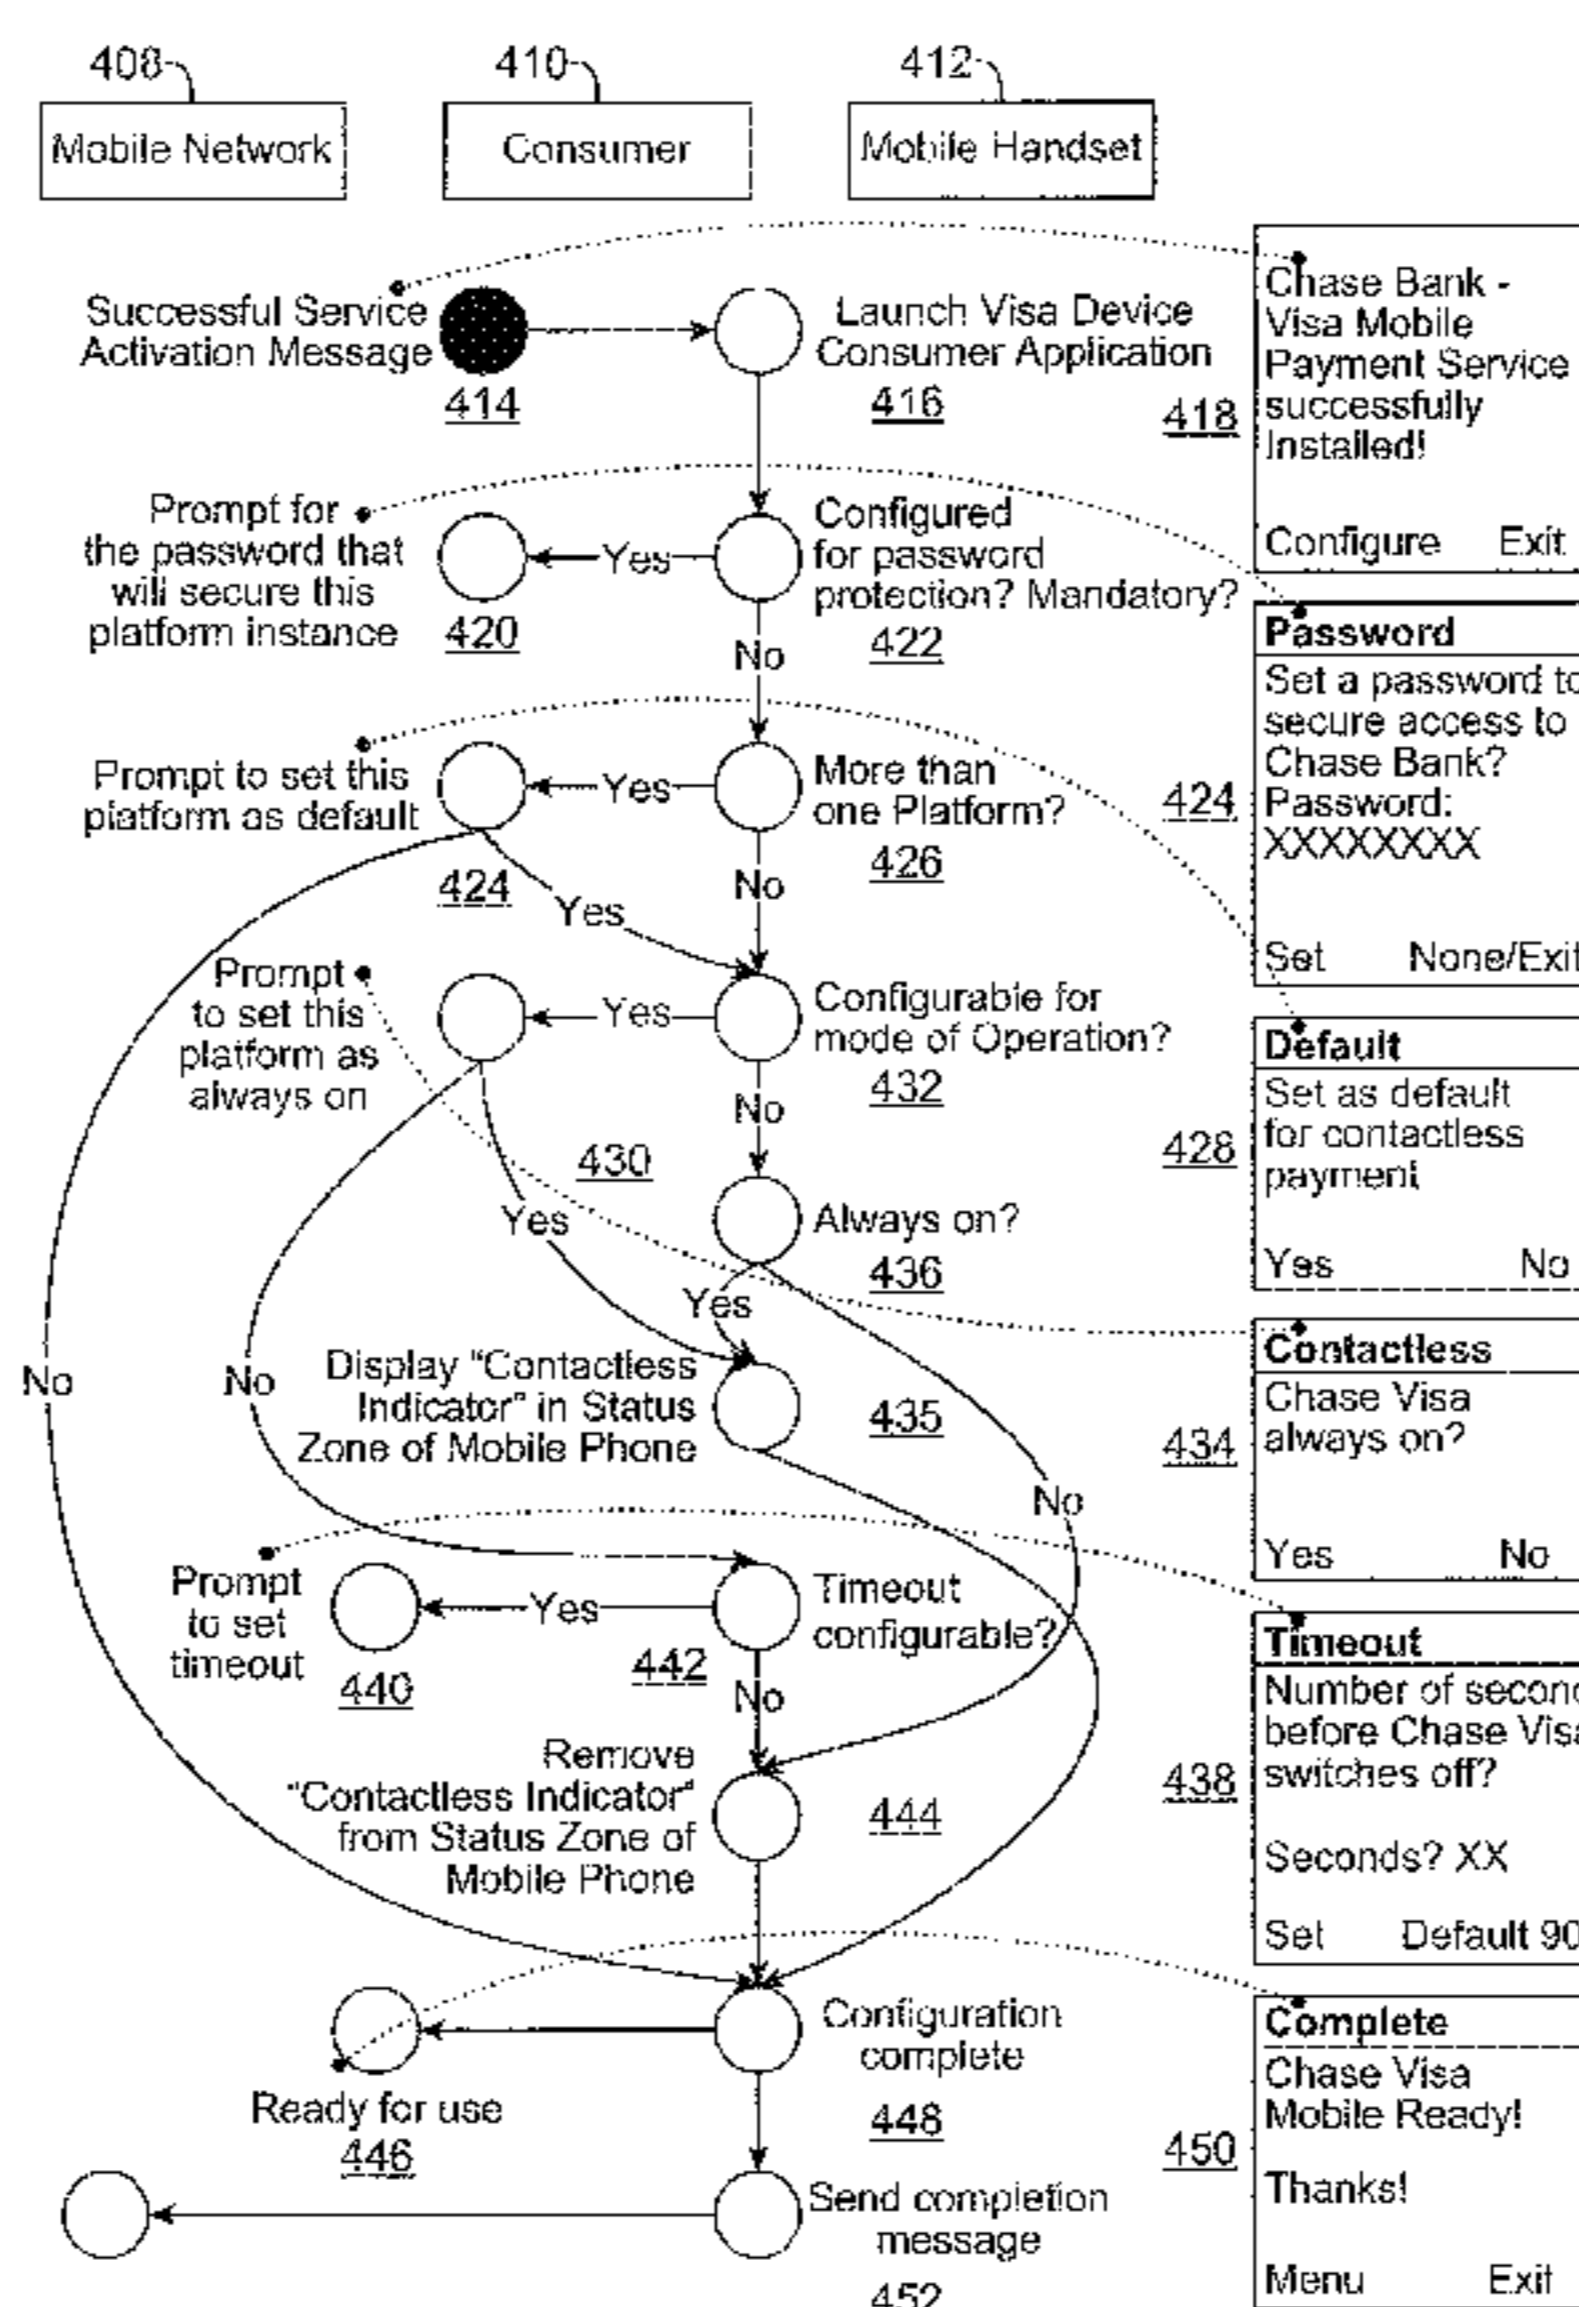 408
410
412
Mobile Network
Consumer
Mobile Handset
Successful Service
Activation Message
414
Launch Visa Device
Consumer Application
416
418
Chase Bank -
Visa Mobile
Payment Service
successfully
Installed!
Configure Exit
Prompt for
the password that
will secure this
platform instance
420
Yes
Configured
for password
protection? Mandatory?
422
No
Password
Set a password to
secure access to
Chase Bank?
Password:
XXXXXXXX
Set None/Exit
424
Prompt to set this
platform as default
424
Yes
More than
one Platform?
426
No
Yes
Default
Set as default
for contactless
payment
Yes No
428
Prompt
to set this
platform as
always on
Yes
Configurable for
mode of Operation?
432
No
430
Yes
Always on?
436
Yes
No
No
No
Contactless
Chase Visa
always on?
Yes No
434
Display "Contactless
Indicator" in Status
Zone of Mobile Phone
435
Prompt
to set
timeout
440
Yes
442
Timeout
configurable?
No
Timeout
Number of
before Chase
switches off?
Seconds? XX
Set Default 90
438
Remove
"Contactless Indicator"
from Status Zone of
Mobile Phone
444
Configuration
complete
448
Ready for use
446
Complete
Chase Visa
Mobile Ready!
Thanks!
Menu Exit
450
Send completion
message
452